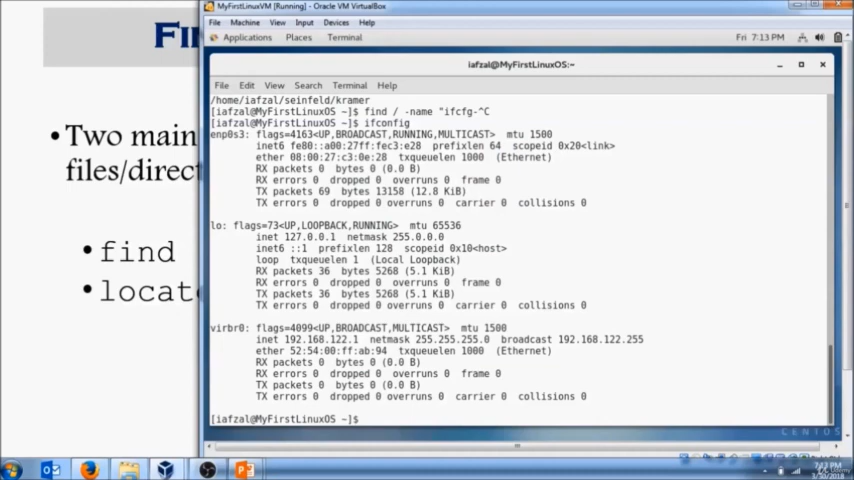 MyFirstLinuxVM [Running] - Oracle VM VirtualBox
File Machine View Input Devices Help
Applications Places Terminal
Fri 7:13 PM
iafzal@MyFirstLinuxOS:~
File Edit View Search Terminal Help
/home/iafzal/seinfeld/kramer
[iafzal@MyFirstLinuxOS ~]$ find / -name "ifcfg-^C
[iafzal@MyFirstLinuxOS ~]$ ifconfig
enp0s3: flags=4163<UP,BROADCAST,RUNNING,MULTICAST> mtu 1500
inet6 fe80::a00:27ff:fec3:e28 prefixlen 64 scopeid 0x20<link>
ether 08:00:27:c3:0e:28 txqueuelen 1000 (Ethernet)
RX packets 0 bytes 0 (0.0 B)
RX errors 0 dropped 0 overruns 0 frame 0
TX packets 69 bytes 13158 (12.8 KiB)
TX errors 0 dropped 0 overruns 0 carrier 0 collisions 0
lo: flags=73<UP,LOOPBACK,RUNNING> mtu 65536
inet 127.0.0.1 netmask 255.0.0.0
inet6 ::1 prefixlen 128 scopeid 0x10<host>
loop txqueuelen 1 (Local Loopback)
RX packets 36 bytes 5268 (5.1 KiB)
RX errors 0 dropped 0 overruns 0 frame 0
TX packets 36 bytes 5268 (5.1 KiB)
TX errors 0 dropped 0 overruns 0 carrier 0 collisions 0
virbr0: flags=4099<UP,BROADCAST,MULTICAST> mtu 1500
inet 192.168.122.1 netmask 255.255.255.0 broadcast 192.168.122.255
ether 52:54:00:ff:ab:94 txqueuelen 1000 (Ethernet)
RX packets 0 bytes 0 (0.0 B)
RX errors 0 dropped 0 overruns 0 frame 0
TX packets 0 bytes 0 (0.0 B)
TX errors 0 dropped 0 overruns 0 carrier 0 collisions 0
[iafzal@MyFirstLinuxOS ~]$
CENTOS
Fin
• Two main
files/direct
• find
• locate
3/30/2018